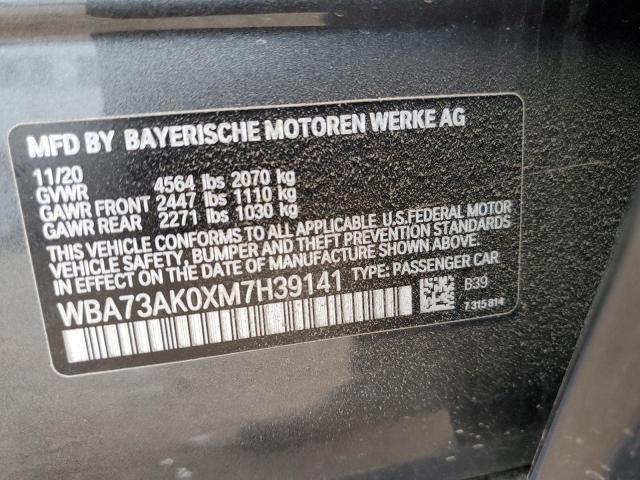 MFD BY BAYERISCHE MOTOREN WERKE AG
11/20
GVWR 4564 lbs 2070 kg
GAWR FRONT 2447 lbs 1110 kg
GAWR REAR 2271 lbs 1030 kg
THIS VEHICLE CONFORMS TO ALL APPLICABLE U.S.FEDERAL MOTOR
VEHICLE SAFETY, BUMPER AND THEFT PREVENTION STANDARDS
IN EFFECT ON THE DATE OF MANUFACTURE SHOWN ABOVE.
WBA73AK0XM7H39141 TYPE: PASSENGER CAR
B39
7315814